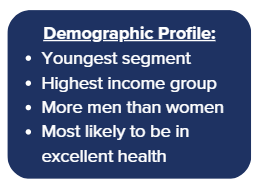 Demographic Profile:
• Youngest segment
• Highest income group
• More men than women
• Most likely to be in
excellent health